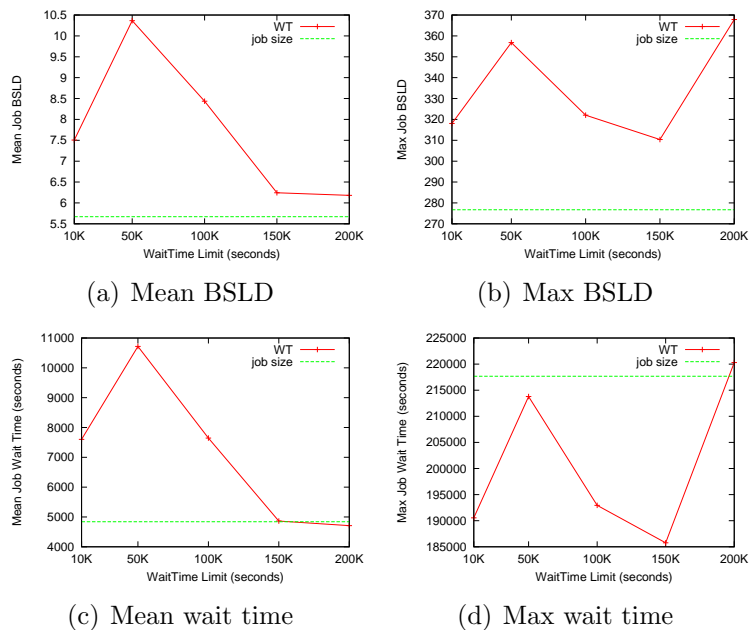 10.5
10
9.5
9
8.5
8
7.5
7
6.5
6
5.5
Mean Job BSLD
WT
job size
10K 50K 100K 150K 200K
WaitTime Limit (seconds)
(a) Mean BSLD
370
360
350
340
330
320
310
300
290
280
270
Max Job BSLD
WT
job size
10K 50K 100K 150K 200K
WaitTime Limit (seconds)
(b) Max BSLD
11000
10000
9000
8000
7000
6000
5000
4000
Mean Job Wait Time (seconds)
WT
job size
10K 50K 100K 150K 200K
WaitTime Limit (seconds)
(c) Mean wait time
225000
220000
215000
210000
205000
200000
195000
190000
185000
Max Job Wait Time (seconds)
WT
job size
10K 50K 100K 150K 200K
WaitTime Limit (seconds)
(d) Max wait time